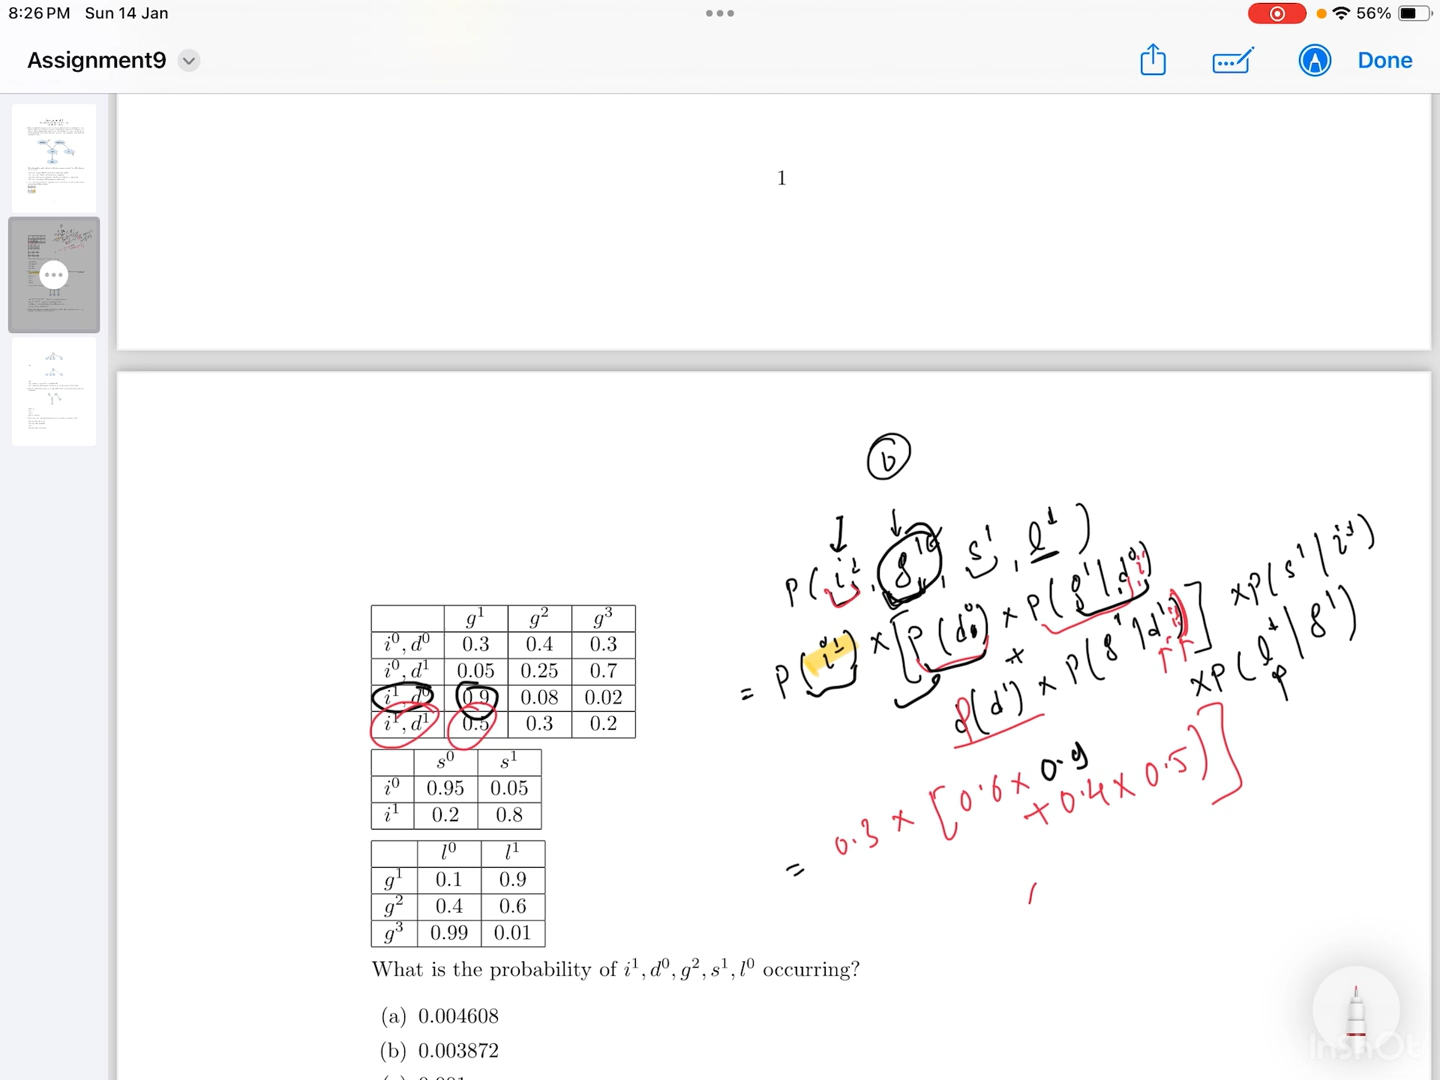 8:26 PM Sun 14 Jan
56%
Assignment9
Done
1
b
P(i¹, g¹, s¹, l¹)
= P(i¹) × [P(d⁰) × P(g¹|d⁰, i¹) × P(s¹|i¹)
+ P(d¹) × P(g¹|d¹, i¹)] × P(l¹|g¹)
= 0.3 × [0.6 × 0.9
+ 0.4 × 0.5)]
g¹ g² g³
i⁰, d⁰ 0.3 0.4 0.3
i⁰, d¹ 0.05 0.25 0.7
i¹, d⁰ 0.9 0.08 0.02
i¹, d¹ 0.5 0.3 0.2
s⁰ s¹
i⁰ 0.95 0.05
i¹ 0.2 0.8
l⁰ l¹
g¹ 0.1 0.9
g² 0.4 0.6
g³ 0.99 0.01
What is the probability of i¹, d⁰, g², s¹, l⁰ occurring?
(a) 0.004608
(b) 0.003872
InShOt